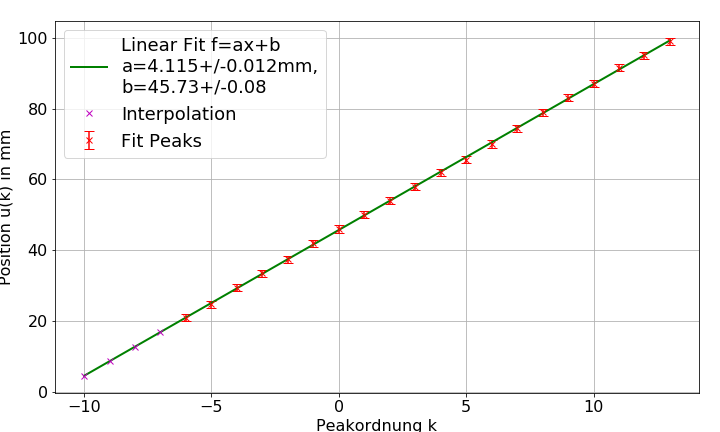 Linear Fit f=ax+b
a=4.115+/-0.012mm,
b=45.73+/-0.08
Interpolation
Fit Peaks
Position u(k) in mm
100
80
60
40
20
0
−10 −5 0 5 10
Peakordnung k